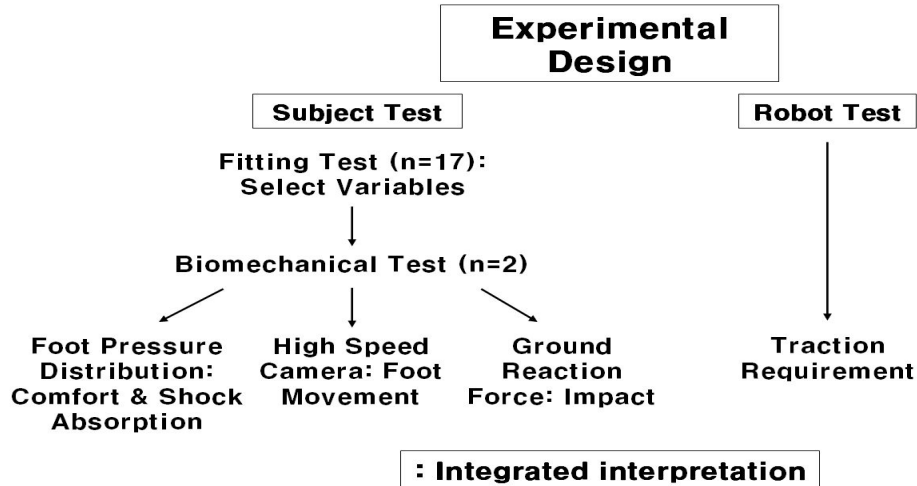 Experimental
Design
Subject Test
Robot Test
Fitting Test (n=17):
Select Variables
Biomechanical Test (n=2)
Foot Pressure
Distribution:
Comfort & Shock
Absorption
High Speed
Camera: Foot
Movement
Ground
Reaction
Force: Impact
Traction
Requirement
: Integrated interpretation